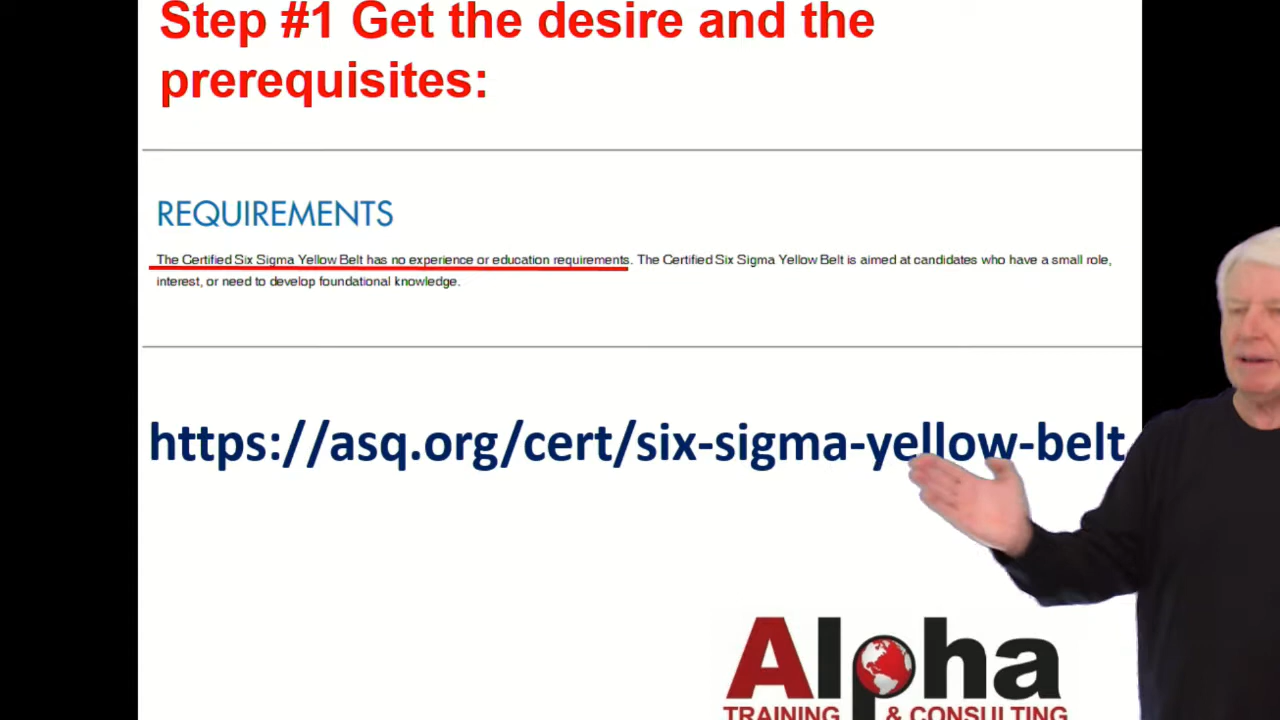 Step #1 Get the desire and the
prerequisites:
REQUIREMENTS
The Certified Six Sigma Yellow Belt has no experience or education requirements. The Certified Six Sigma Yellow Belt is aimed at candidates who have a small role,
interest, or need to develop foundational knowledge.
https://asq.org/cert/six-sigma-yellow-belt
Alpha
TRAINING & CONSULTING